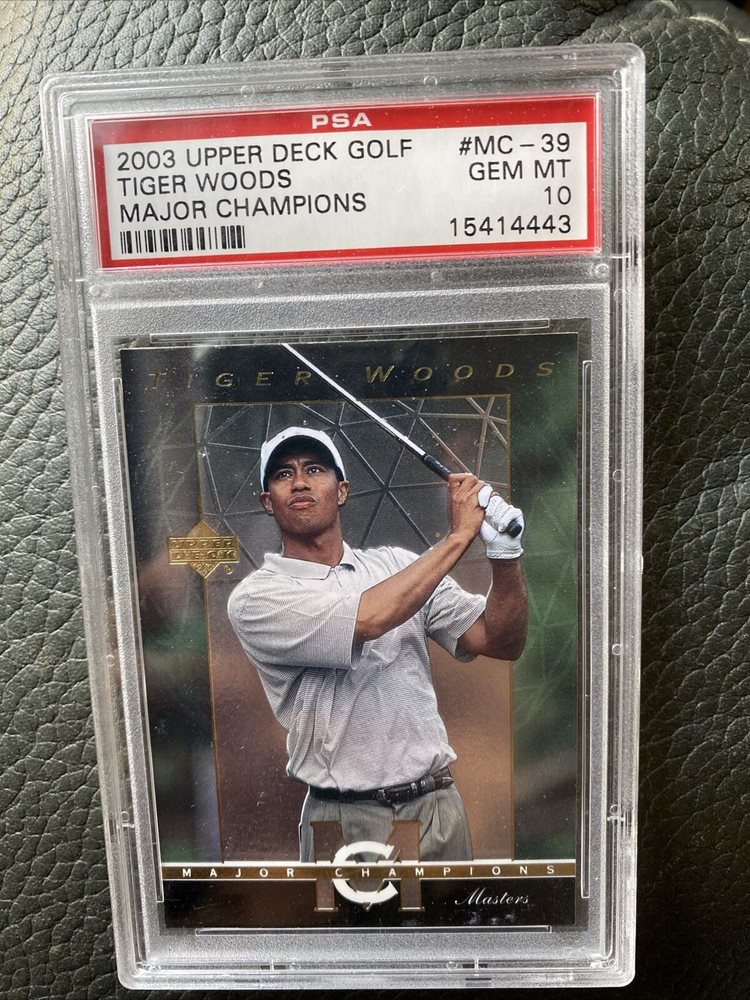 PSA
2003 UPPER DECK GOLF #MC-39
TIGER WOODS GEM MT
MAJOR CHAMPIONS 10
15414443
TIGER WOODS
UPPER
DECK
MC
MAJOR CHAMPIONS
Masters